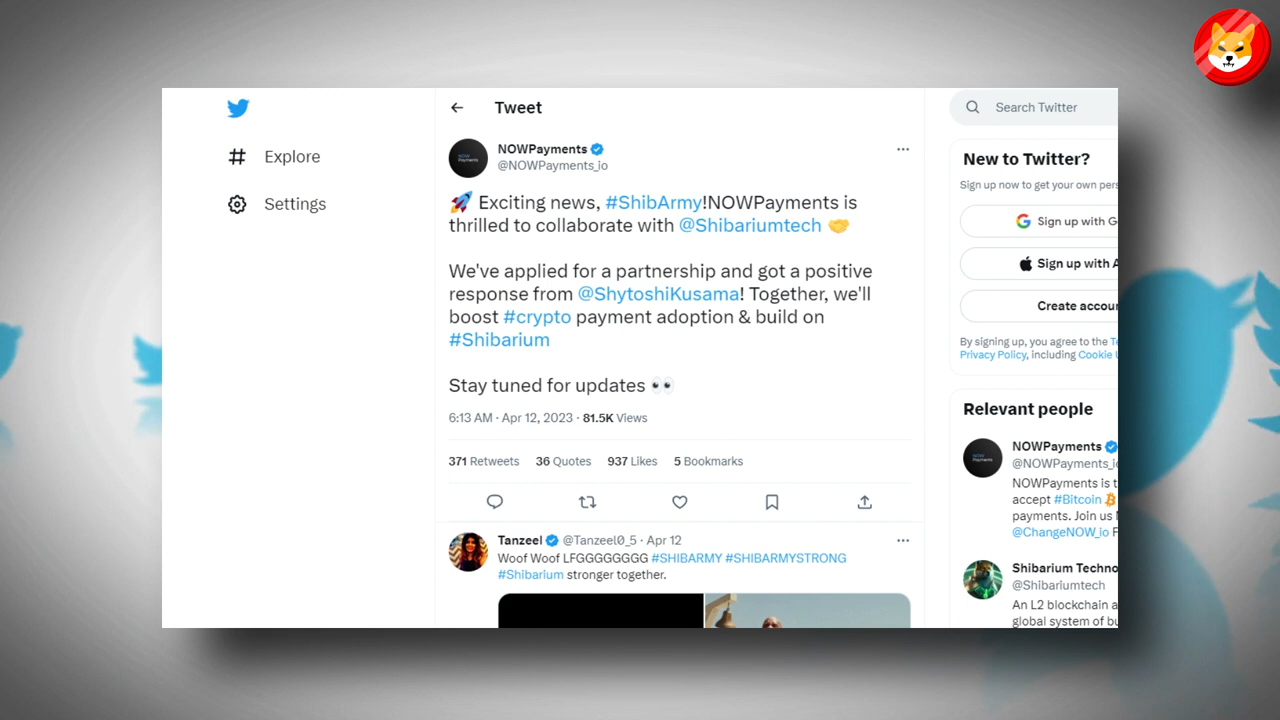 Tweet
Search Twitter
Explore
Settings
NOWPayments
@NOWPayments_io
🚀 Exciting news, #ShibArmy!NOWPayments is
thrilled to collaborate with @Shibariumtech 🤝
We've applied for a partnership and got a positive
response from @ShytoshiKusama! Together, we'll
boost #crypto payment adoption & build on
#Shibarium
Stay tuned for updates 👀
6:13 AM · Apr 12, 2023 · 81.5K Views
371 Retweets 36 Quotes 937 Likes 5 Bookmarks
Tanzeel @Tanzeel0_5 · Apr 12
Woof Woof LFGGGGGGGG #SHIBARMY #SHIBARMYSTRONG
#Shibarium stronger together.
New to Twitter?
Sign up now to get your own pers
Sign up with G
Sign up with A
Create accoun
By signing up, you agree to the Te
Privacy Policy, including Cookie U
Relevant people
NOWPayments
@NOWPayments_io
NOWPayments is t
accept #Bitcoin
payments. Join us
@ChangeNOW_io
Shibarium Techno
@Shibariumtech
An L2 blockchain a
global system of bu